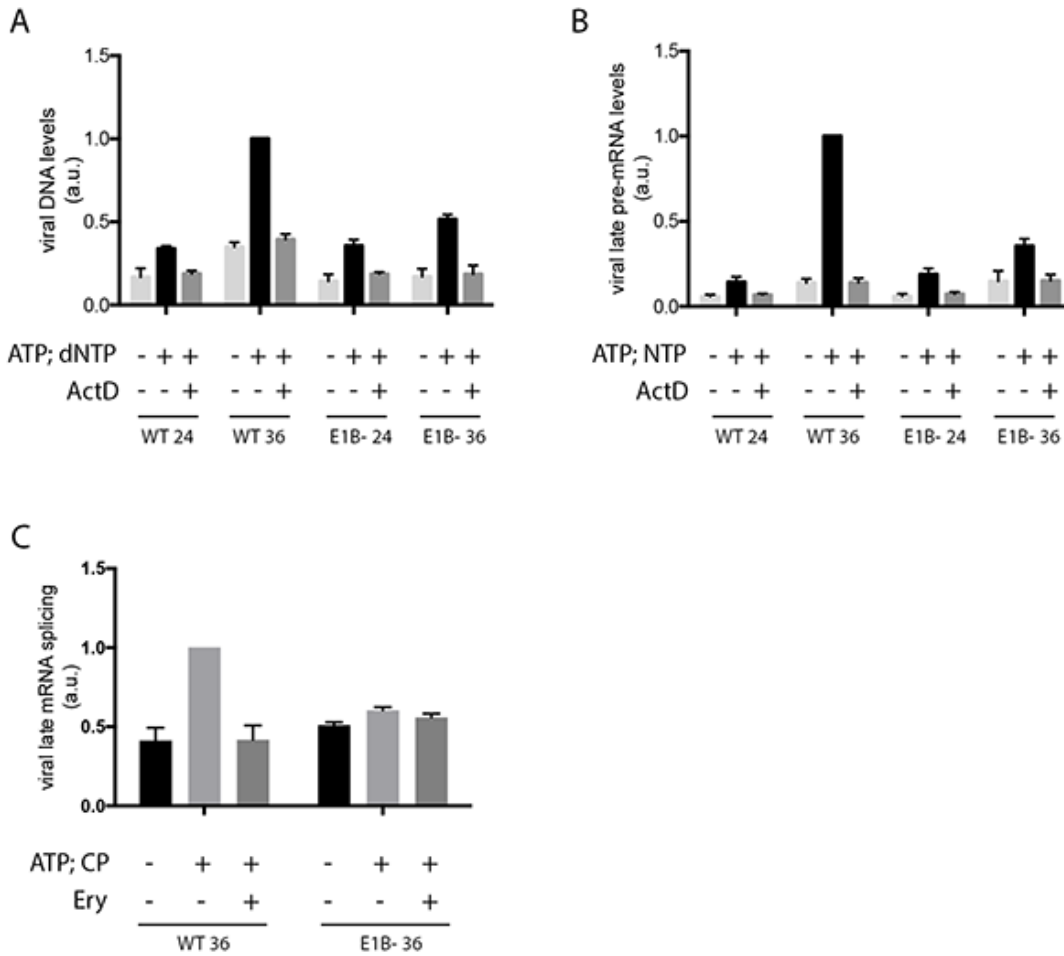 A
viral DNA levels
(a.u.)
1.5
1.0
0.5
0.0
ATP; dNTP - + + - + + - + + - + +
ActD - - + - - + - - + - - +
WT 24 WT 36 E1B- 24 E1B- 36
B
viral late pre-mRNA levels
(a.u.)
1.5
1.0
0.5
0.0
ATP; NTP - + + - + + - + + - + +
ActD - - + - - + - - + - - +
WT 24 WT 36 E1B- 24 E1B- 36
C
viral late mRNA splicing
(a.u.)
1.5
1.0
0.5
0.0
ATP; CP - + + - + +
Ery - - + - - +
WT 36 E1B- 36